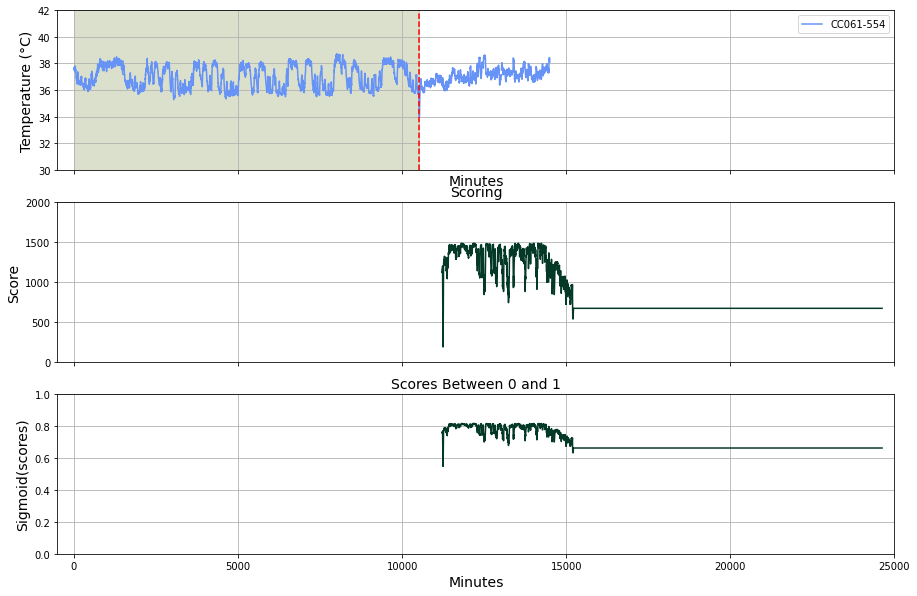 42
40
38
36
34
32
30
Temperature (°C)
CC061-554
Minutes
Scoring
2000
1500
1000
500
0
Score
Scores Between 0 and 1
1.0
0.8
0.6
0.4
0.2
0.0
Sigmoid(scores)
0 5000 10000 15000 20000 25000
Minutes